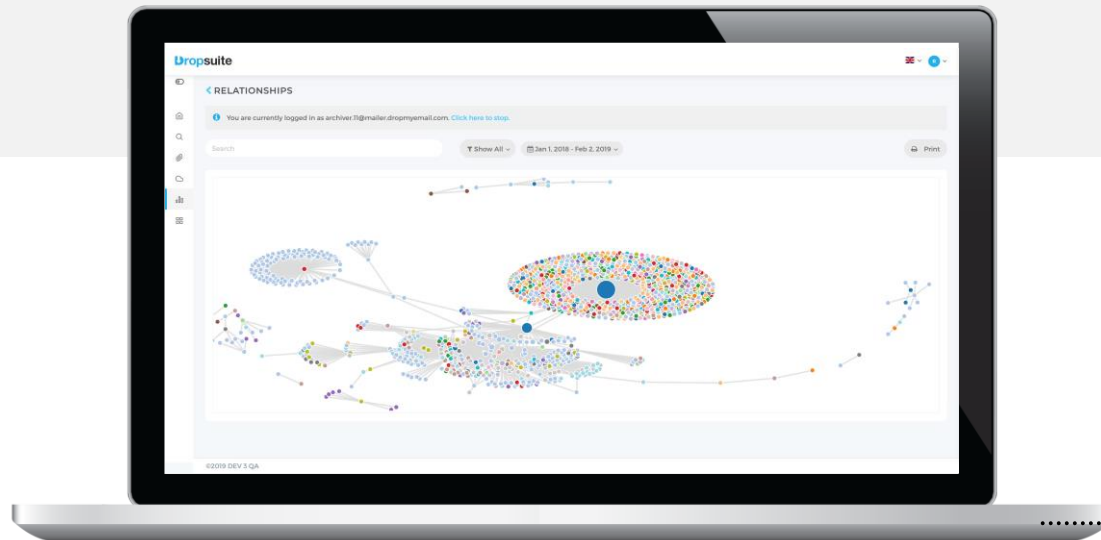 Dropsuite
RELATIONSHIPS
You are currently logged in as archiver.11@mailer.dropmyemail.com. Click here to stop.
Search
Show All
Jan 1, 2018 - Feb 2, 2019
Print
©2019 DEV 3 QA